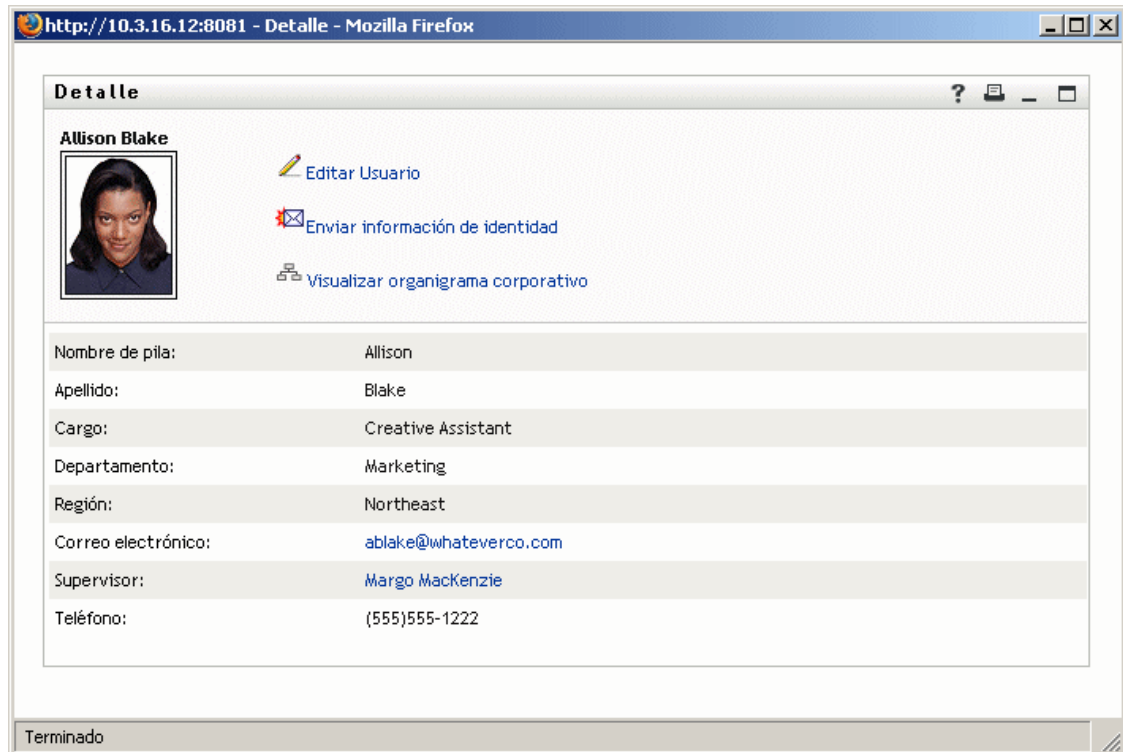 http://10.3.16.12:8081 - Detalle - Mozilla Firefox
Detalle
Allison Blake
Editar Usuario
Enviar información de identidad
Visualizar organigrama corporativo
Nombre de pila: Allison
Apellido: Blake
Cargo: Creative Assistant
Departamento: Marketing
Región: Northeast
Correo electrónico: ablake@whateverco.com
Supervisor: Margo MacKenzie
Teléfono: (555)555-1222
Terminado